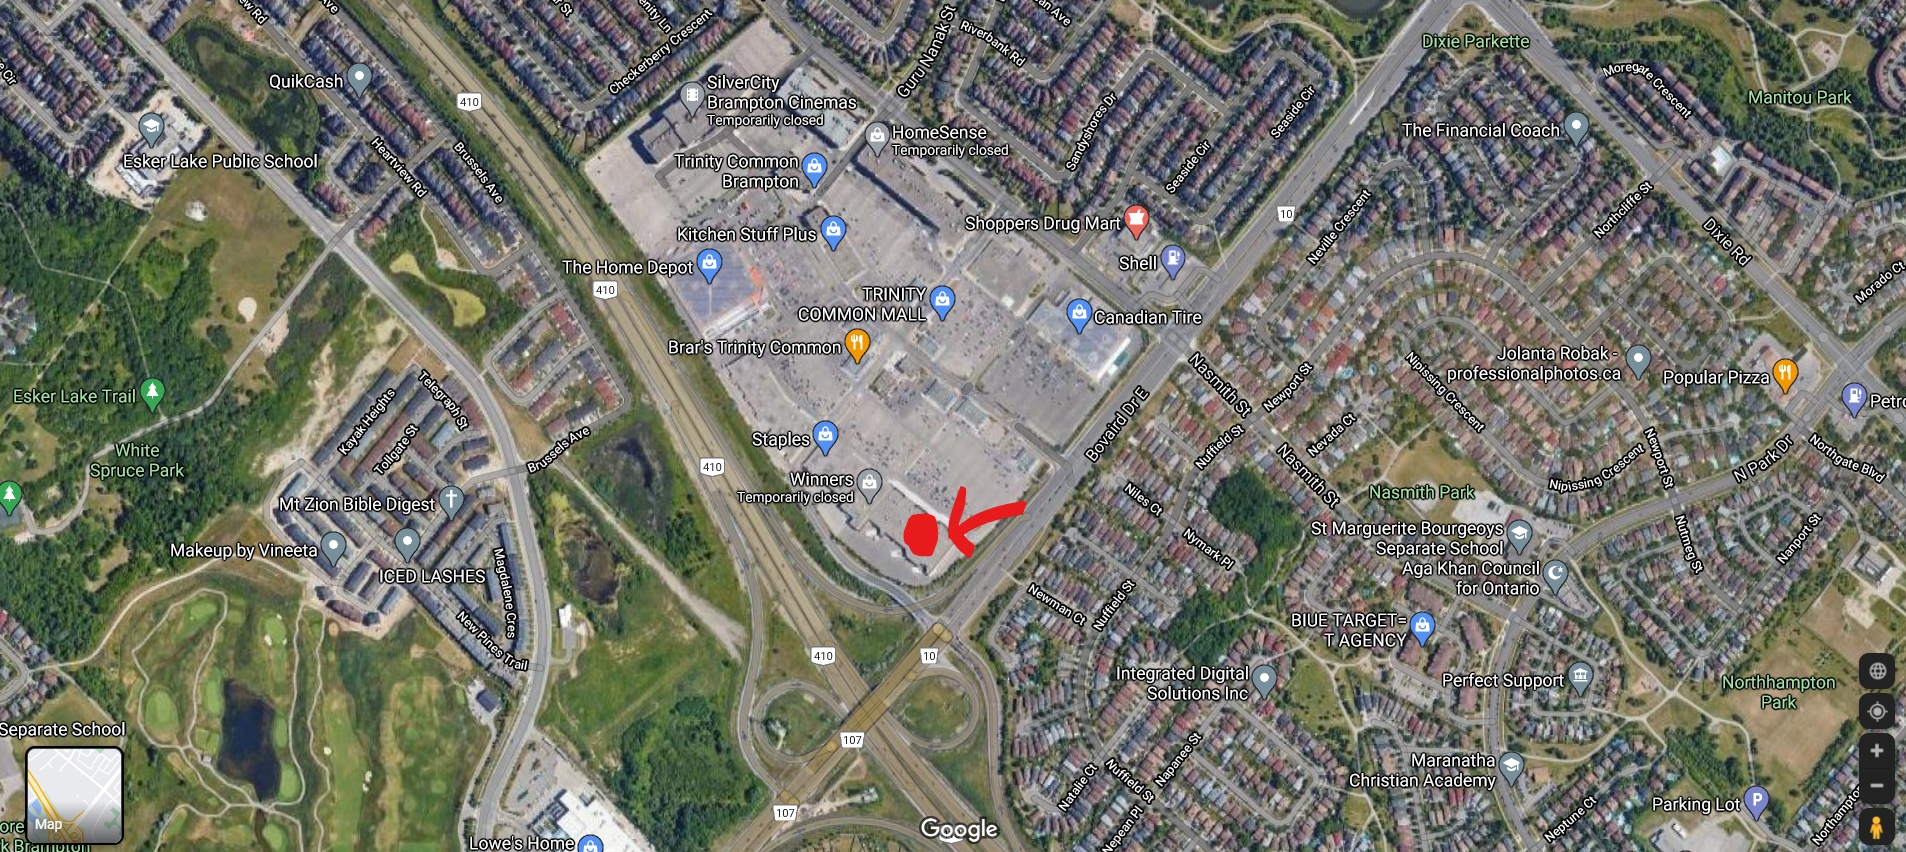 Dixie Parkette
Riverbank Rd
Guru Nanak St
Checkerberry Crescent
QuikCash
410
SilverCity
Brampton Cinemas
Temporarily closed
Moregate Crescent
Manitou Park
Esker Lake Public School
Heartview Rd
Brussels Ave
HomeSense
Temporarily closed
Sandyshores Dr
Seaside Cir
Seaside Cir
The Financial Coach
Trinity Common
Brampton
Shoppers Drug Mart
10
Neville Crescent
Northcliffe St
Dixie Rd
Kitchen Stuff Plus
The Home Depot
Shell
Morado Ct
410
TRINITY
COMMON MALL
Canadian Tire
Brar's Trinity Common
Nasmith St
Newport St
Jolanta Robak -
professionalphotos.ca
Popular Pizza
Petro
Esker Lake Trail
Kayak Heights
Telegraph St
Tollgate St
Bovaird Dr E
Nipissing Crescent
White
Spruce Park
Brussels Ave
Staples
410
Nuffield St
Nevada Ct
Nasmith St
Newport St
N Park Dr
Northgate Blvd
Winners
Temporarily closed
Nipissing Crescent
Mt Zion Bible Digest
Niles Ct
Nasmith Park
Makeup by Vineeta
ICED LASHES
Magdalene Cres
Nymark Pl
St Marguerite Bourgeoys
Separate School
Nutmeg St
Nanport St
Aga Khan Council
for Ontario
New Pines Trail
Newman Ct
Nuffield St
BIUE TARGET=
T AGENCY
410
10
Integrated Digital
Solutions Inc
Perfect Support
Northhampton
Park
Separate School
107
Natalie Ct
Nuffield St
Napanee St
Maranatha
Christian Academy
107
Nepean Pl
Neptune Ct
Parking Lot
P
Map
Google
Lowe's Home